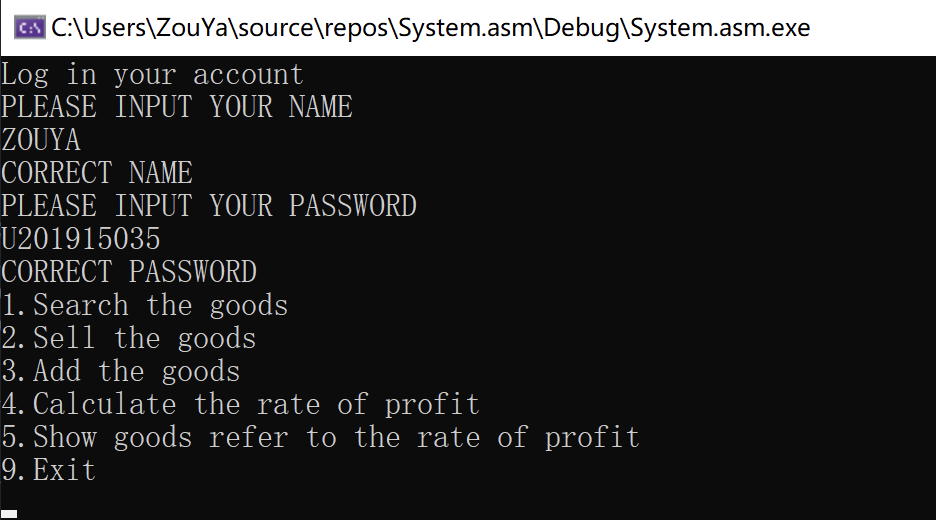 C:\Users\ZouYa\source\repos\System.asm\Debug\System.asm.exe
Log in your account
PLEASE INPUT YOUR NAME
ZOUYA
CORRECT NAME
PLEASE INPUT YOUR PASSWORD
U201915035
CORRECT PASSWORD
1.Search the goods
2.Sell the goods
3.Add the goods
4.Calculate the rate of profit
5.Show goods refer to the rate of profit
9.Exit